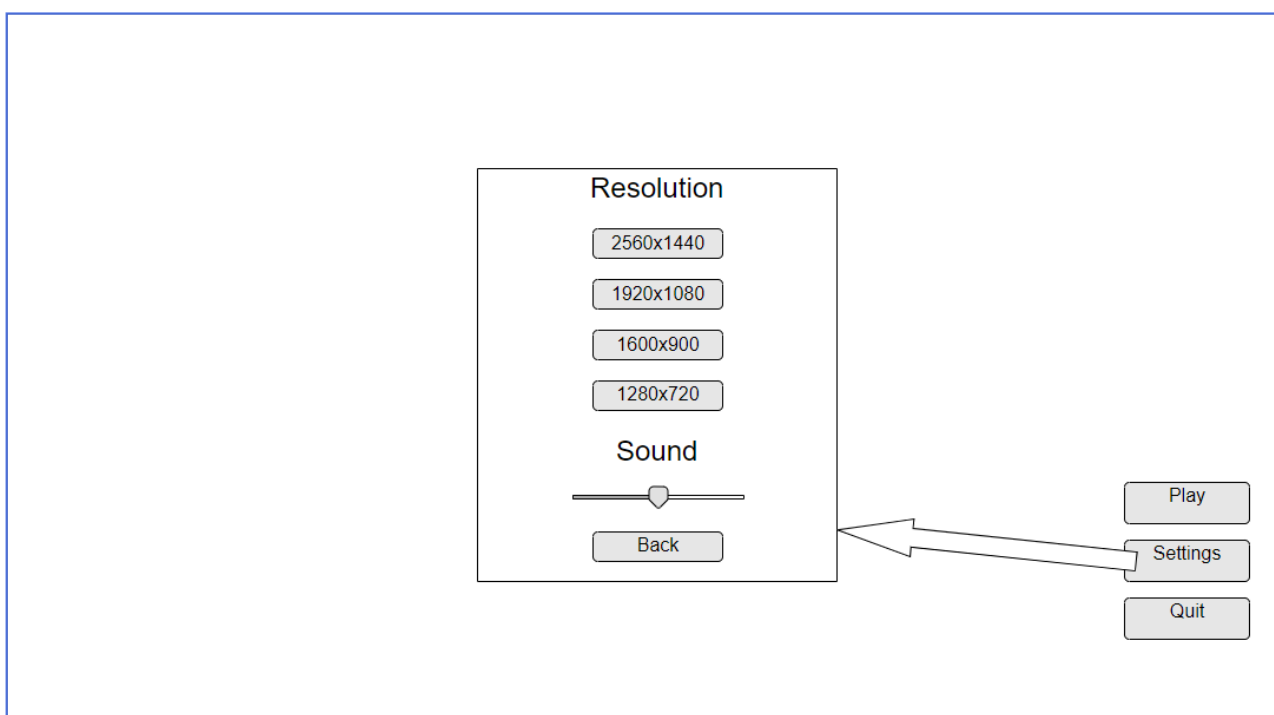 Resolution
2560x1440
1920x1080
1600x900
1280x720
Sound
Back
Play
Settings
Quit